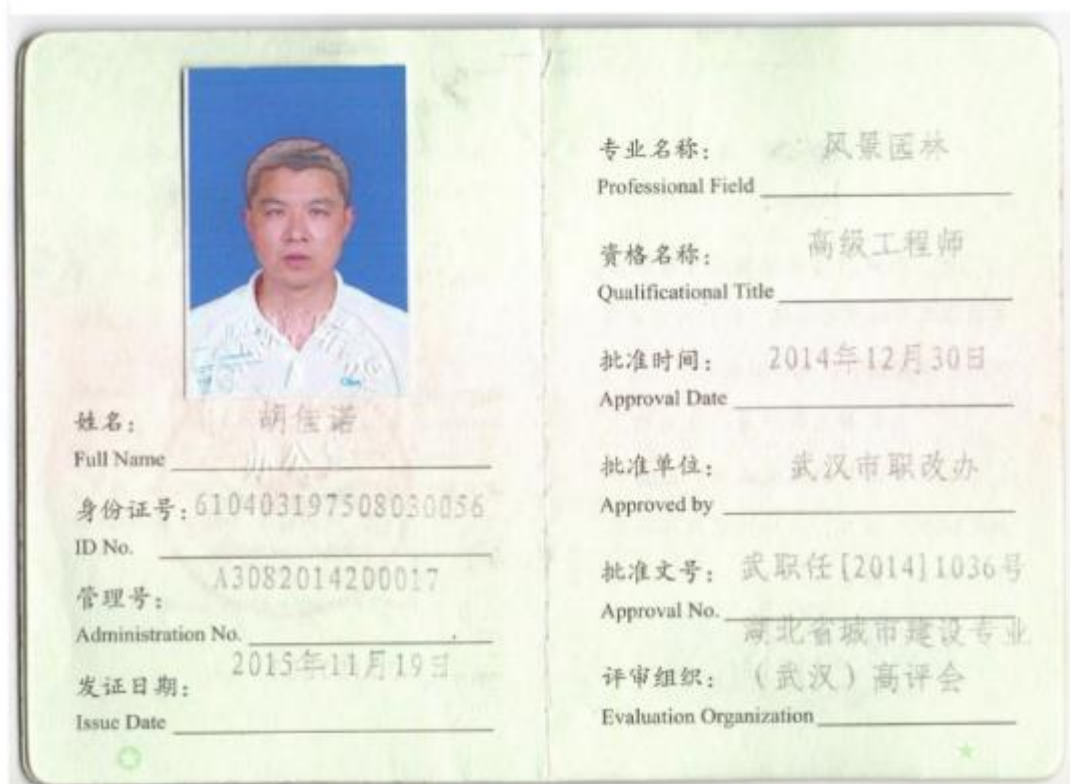 姓名： 胡佳诺
Full Name
身份证号：610403197508030056
ID No.
管理号： A3082014200017
Administration No.
发证日期： 2015年11月19日
Issue Date
专业名称： 风景园林
Professional Field
资格名称： 高级工程师
Qualificational Title
批准时间： 2014年12月30日
Approval Date
批准单位： 武汉市职改办
Approved by
批准文号： 武职任[2014]1036号
Approval No.
湖北省城市建设专业
评审组织： （武汉）高评会
Evaluation Organization